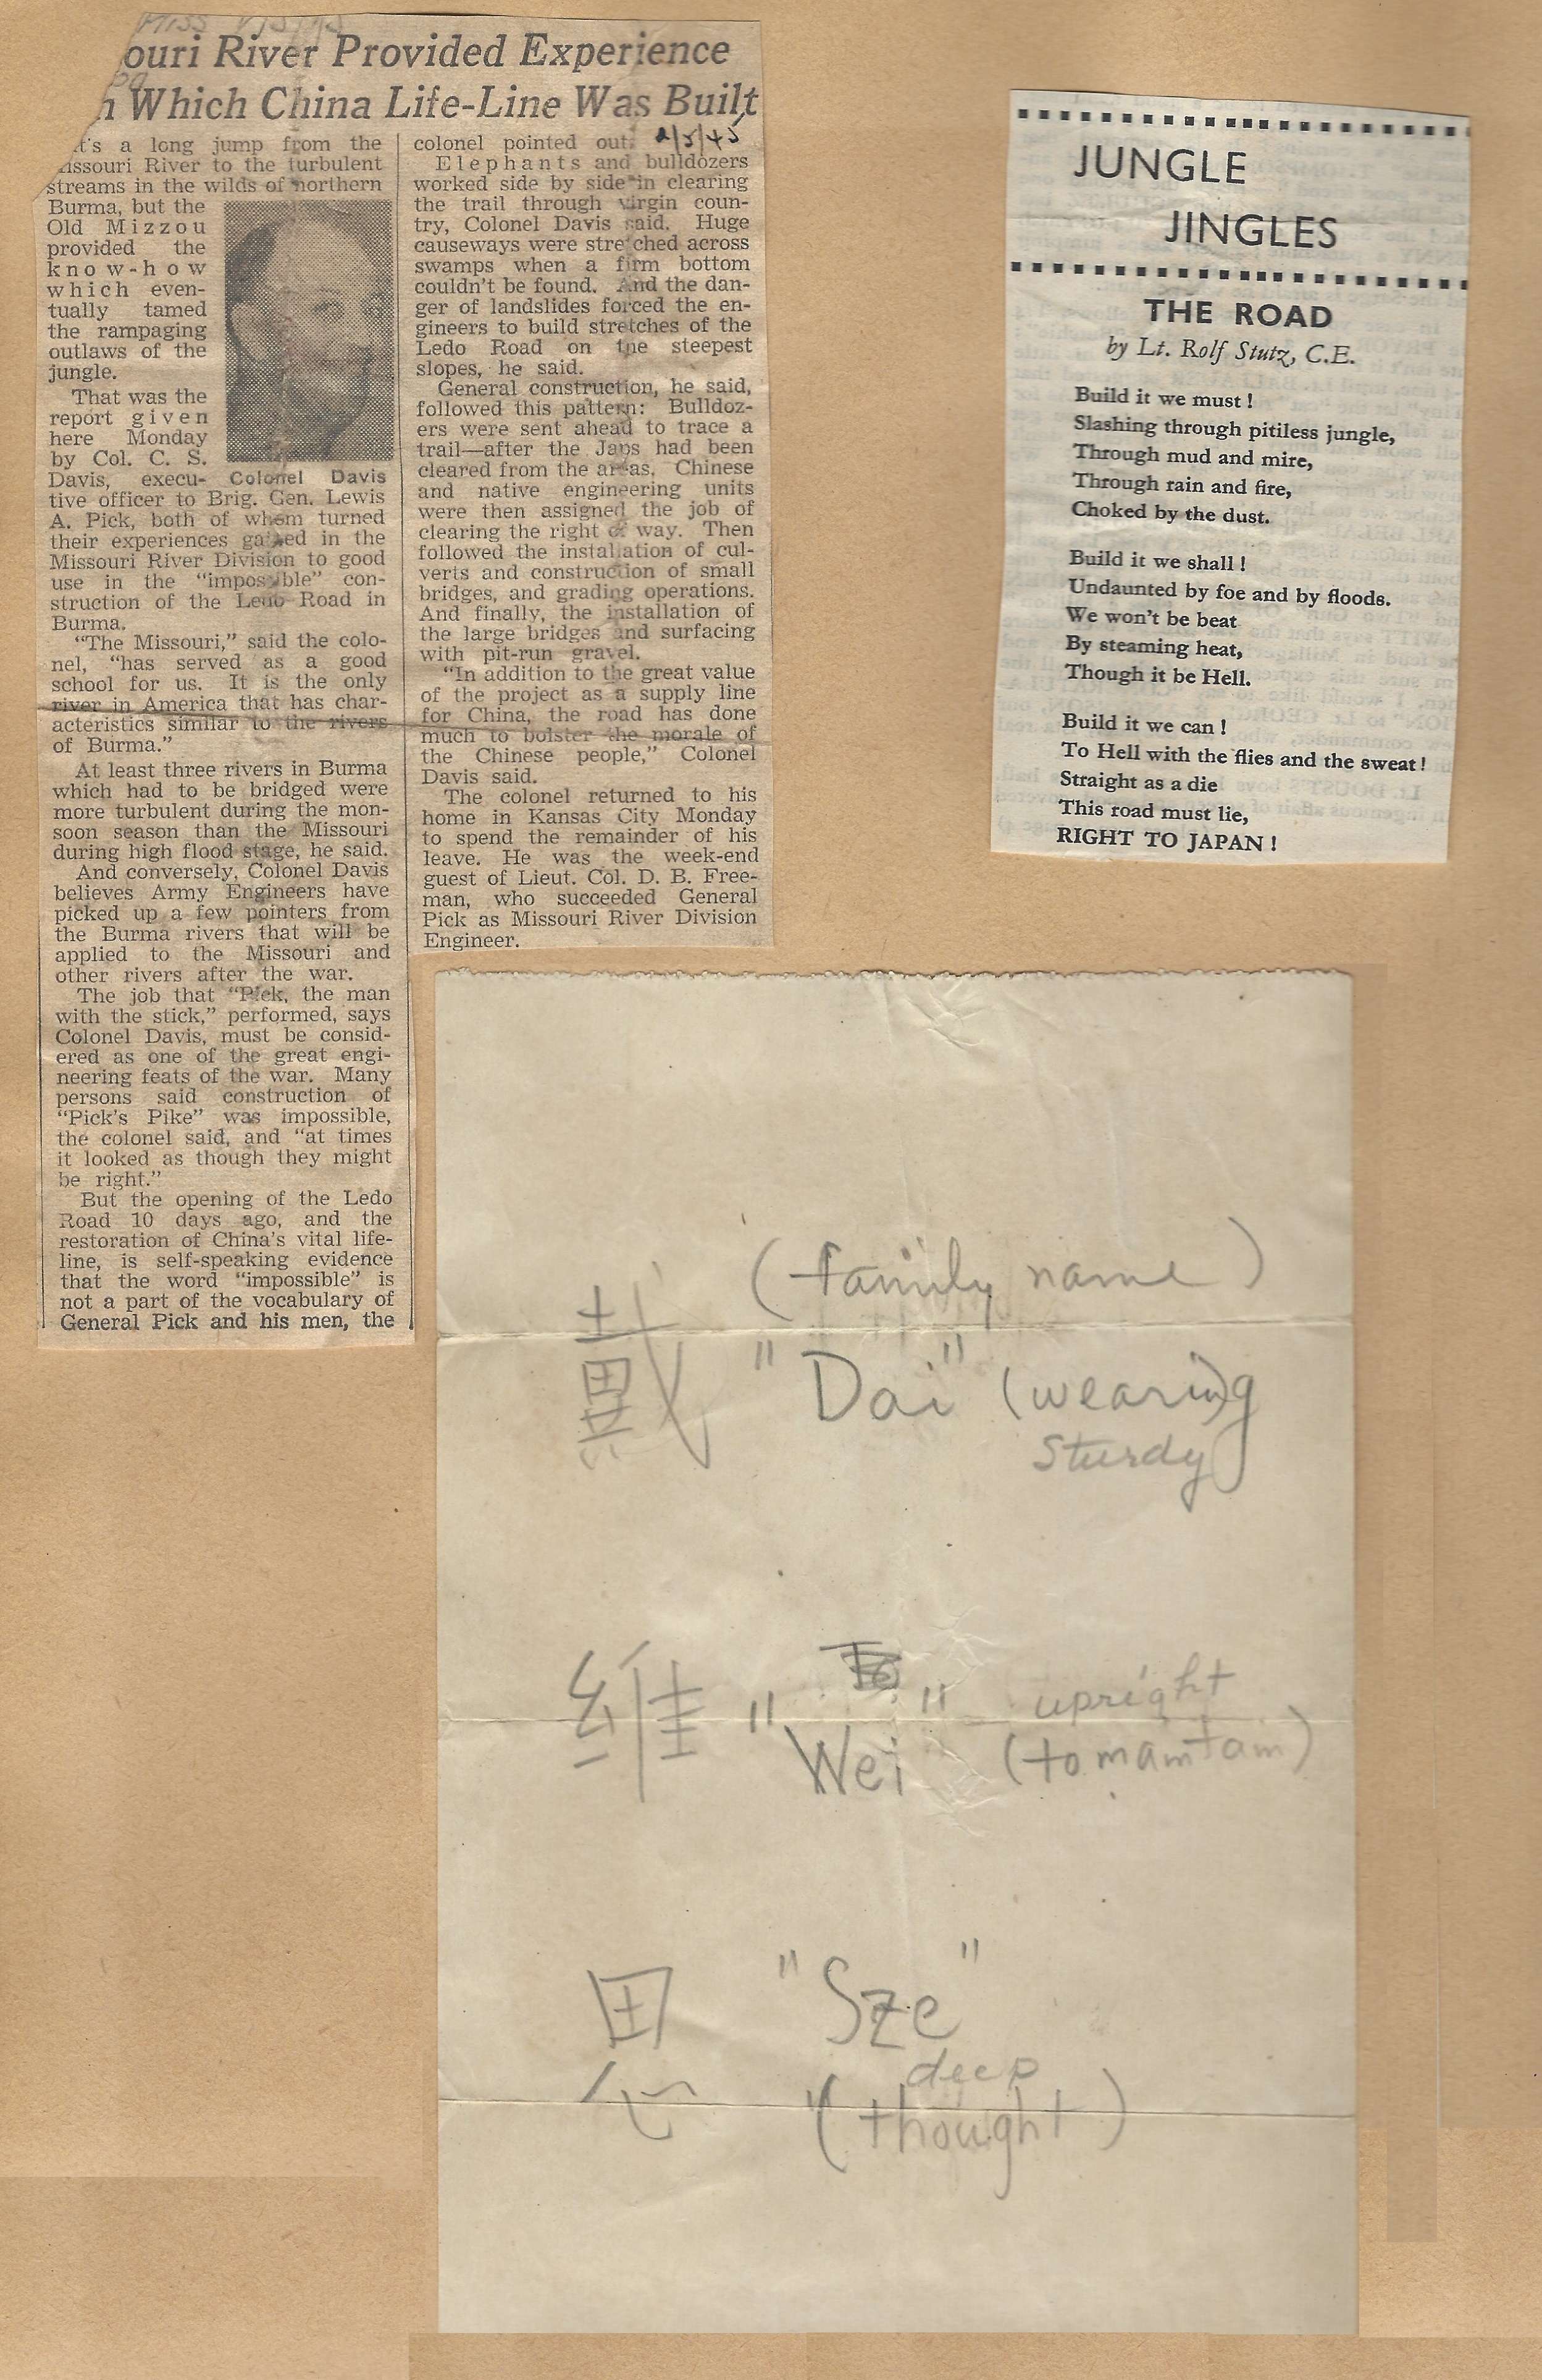 ouri River Provided Experience
Which China Life-Line Was Built
2/5/45
t's a long jump from the
issouri River to the turbulent
streams in the wilds of northern
Burma, but the
Old Mizzou
provided the
know-how
which even-
tually tamed
the rampaging
outlaws of the
jungle.
That was the
report given
here Monday
by Col. C. S.
Davis, execu-
Colonel Davis
tive officer to Brig. Gen. Lewis
A. Pick, both of whom turned
their experiences gained in the
Missouri River Division to good
use in the "impossible" con-
struction of the Ledo Road in
Burma.
"The Missouri," said the colo-
nel, "has served as a good
school for us. It is the only
river in America that has char-
acteristics similar to the rivers
of Burma."
At least three rivers in Burma
which had to be bridged were
more turbulent during the mon-
soon season than the Missouri
during high flood stage, he said.
And conversely, Colonel Davis
believes Army Engineers have
picked up a few pointers from
the Burma rivers that will be
applied to the Missouri and
other rivers after the war.
The job that "Pick, the man
with the stick," performed, says
Colonel Davis, must be consid-
ered as one of the great engi-
neering feats of the war. Many
persons said construction of
"Pick's Pike" was impossible,
the colonel said, and "at times
it looked as though they might
be right."
But the opening of the Ledo
Road 10 days ago, and the
restoration of China's vital life-
line, is self-speaking evidence
that the word "impossible" is
not a part of the vocabulary of
General Pick and his men, the
colonel pointed out.
Elephants and bulldozers
worked side by side in clearing
the trail through virgin coun-
try, Colonel Davis said. Huge
causeways were stretched across
swamps when a firm bottom
couldn't be found. And the dan-
ger of landslides forced the en-
gineers to build stretches of the
Ledo Road on the steepest
slopes, he said.
General construction, he said,
followed this pattern: Bulldoz-
ers were sent ahead to trace a
trail—after the Japs had been
cleared from the areas. Chinese
and native engineering units
were then assigned the job of
clearing the right of way. Then
followed the installation of cul-
verts and construction of small
bridges, and grading operations.
And finally, the installation of
the large bridges and surfacing
with pit-run gravel.
"In addition to the great value
of the project as a supply line
for China, the road has done
much to bolster the morale of
the Chinese people," Colonel
Davis said.
The colonel returned to his
home in Kansas City Monday
to spend the remainder of his
leave. He was the week-end
guest of Lieut. Col. D. B. Free-
man, who succeeded General
Pick as Missouri River Division
Engineer.
JUNGLE
JINGLES
THE ROAD
by Lt. Rolf Stutz, C.E.
Build it we must !
Slashing through pitiless jungle,
Through mud and mire,
Through rain and fire,
Choked by the dust.
Build it we shall !
Undaunted by foe and by floods.
We won't be beat
By steaming heat,
Though it be Hell.
Build it we can !
To Hell with the flies and the sweat !
Straight as a die
This road must lie,
RIGHT TO JAPAN !
(family name)
戴 "Dai" (wearing)
Sturdy
upright
維 "Wei" (to maintain)
思 "Sze"
deep
(thought)